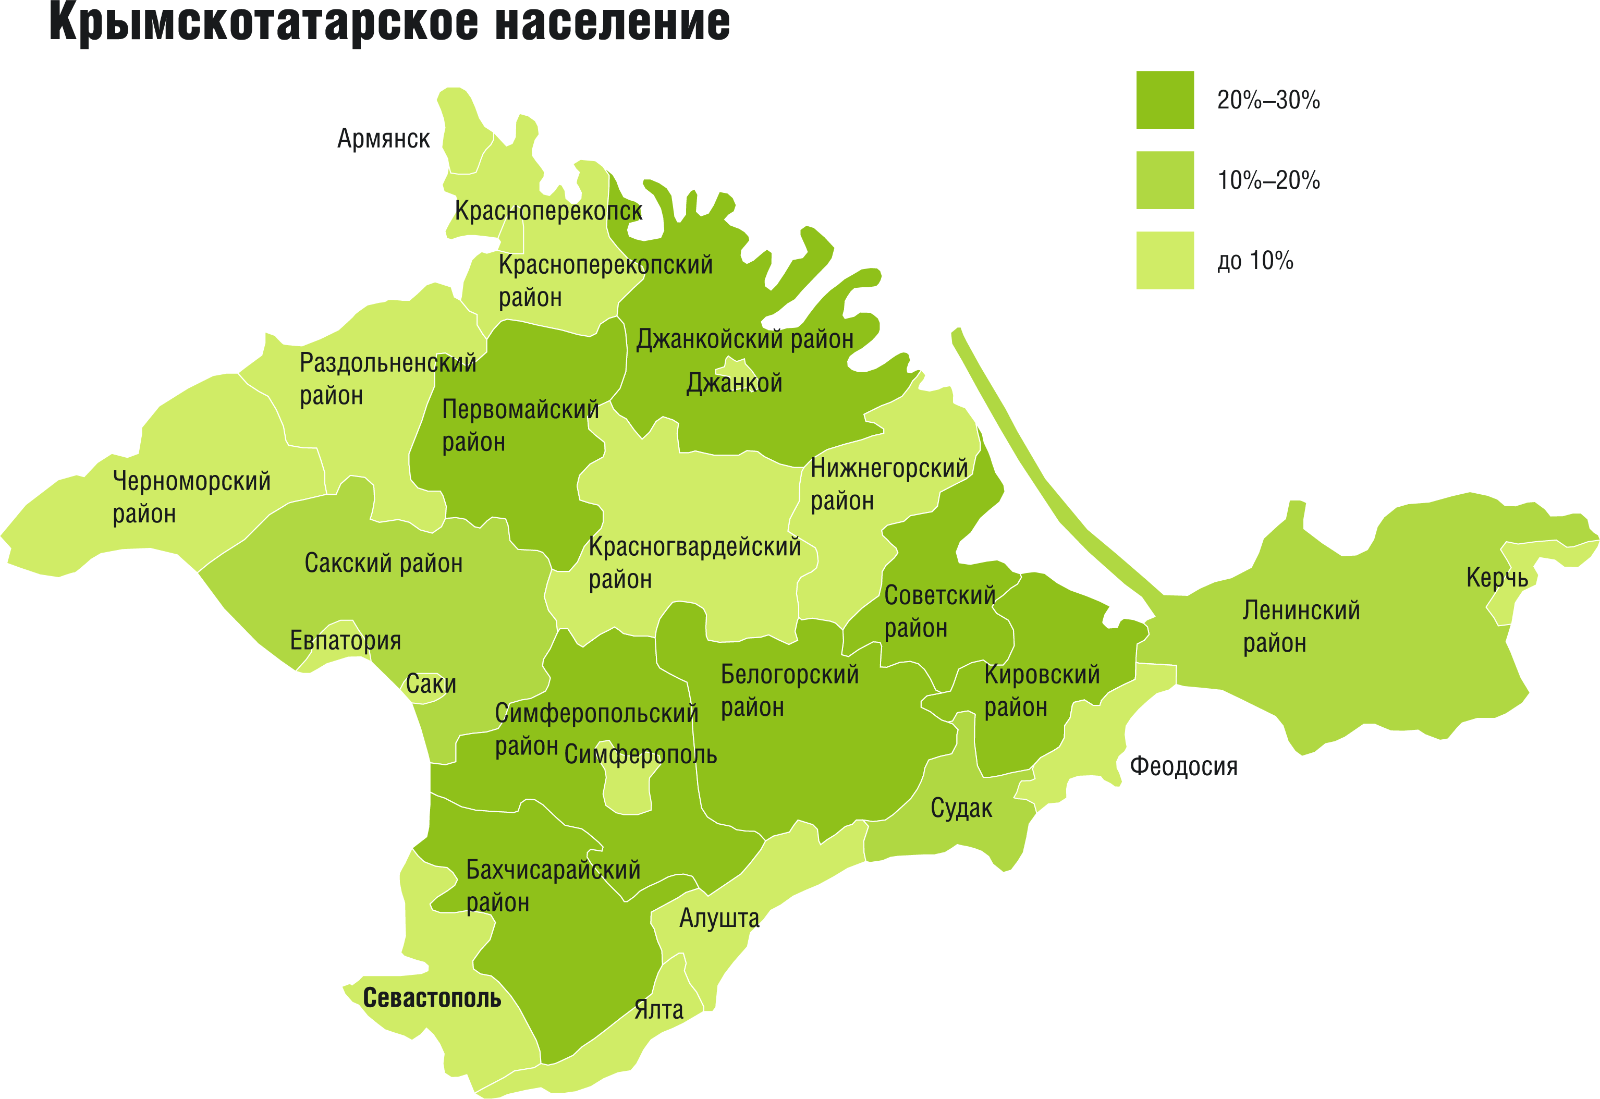 Крымскотатарское население
20%–30%
10%–20%
до 10%
Армянск
Красноперекопск
Красноперекопский
район
Джанкойский район
Джанкой
Раздольненский
район
Первомайский
район
Черноморский
район
Нижнегорский
район
Красногвардейский
район
Сакский район
Евпатория
Саки
Советский
район
Керчь
Ленинский
район
Белогорский
район
Кировский
район
Симферопольский
район
Симферополь
Феодосия
Судак
Бахчисарайский
район
Алушта
Севастополь
Ялта